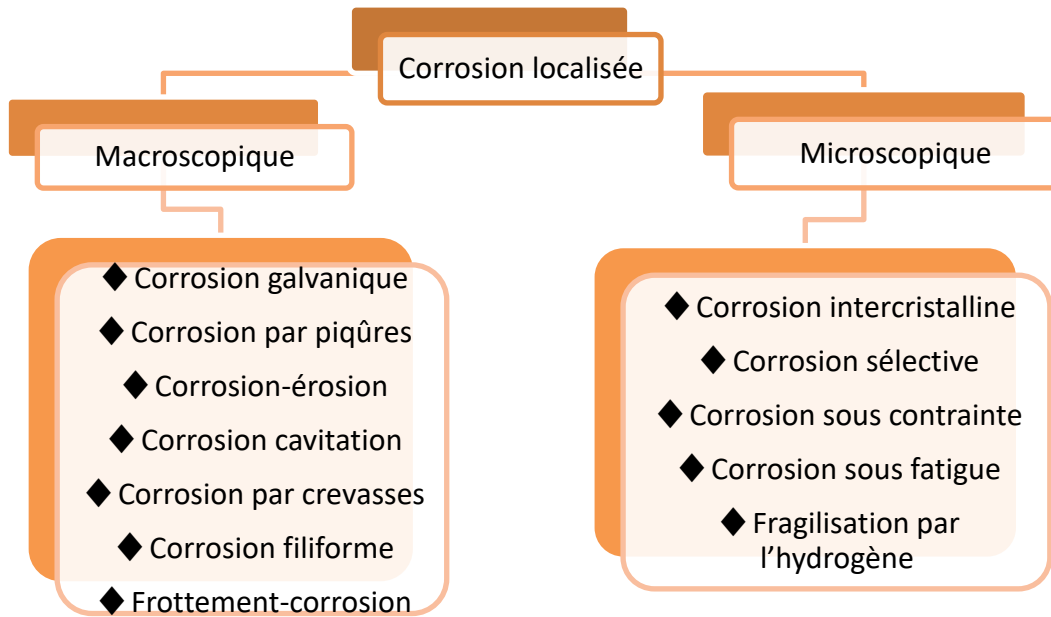 Corrosion localisée
Macroscopique
Microscopique
♦ Corrosion galvanique
♦ Corrosion par piqûres
♦ Corrosion-érosion
♦ Corrosion cavitation
♦ Corrosion par crevasses
♦ Corrosion filiforme
♦ Frottement-corrosion
♦ Corrosion intercristalline
♦ Corrosion sélective
♦ Corrosion sous contrainte
♦ Corrosion sous fatigue
♦ Fragilisation par
l’hydrogène